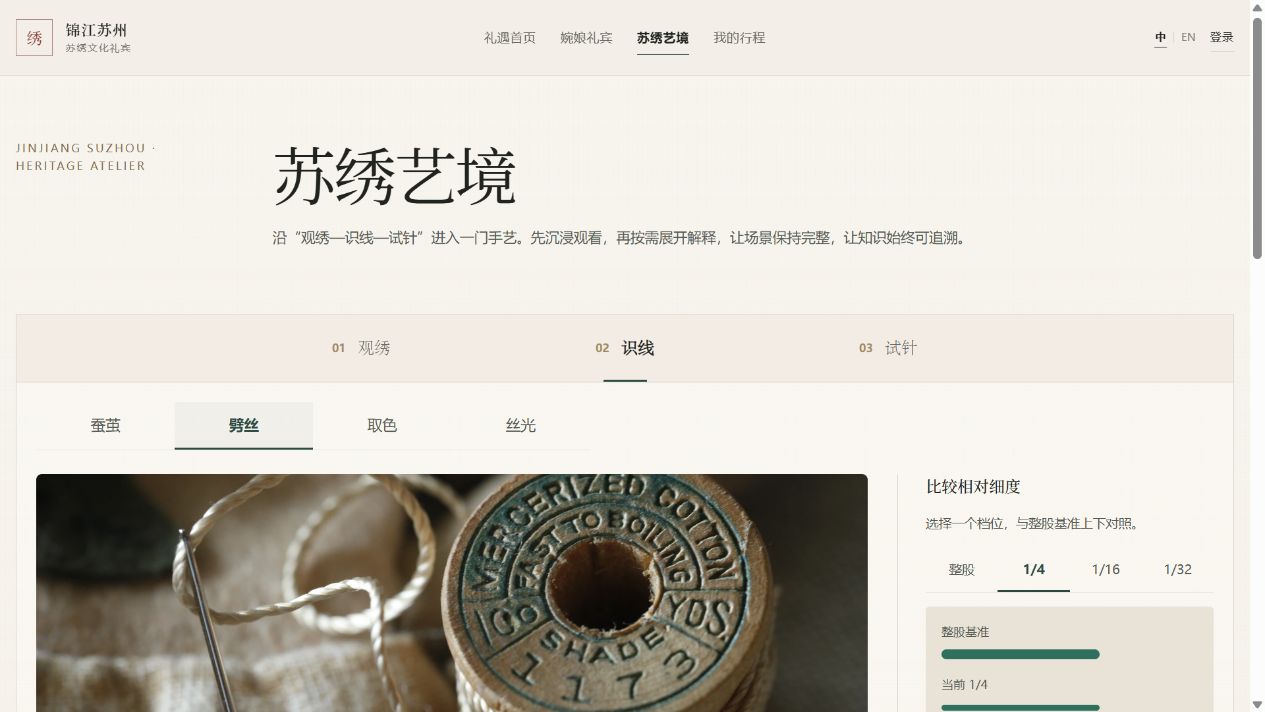 绣
锦江苏州
苏绣文化礼宾
礼遇首页 婉娘礼宾 苏绣艺境 我的行程
中 EN 登录
JINJIANG SUZHOU ·
HERITAGE ATELIER
苏绣艺境
沿“观绣—识线—试针”进入一门手艺。先沉浸观看，再按需展开解释，让场景保持完整，让知识始终可追溯。
01 观绣 02 识线 03 试针
蚕茧 劈丝 取色 丝光
MERCERIZED COTTON
FAST TO BOILING
YDS.
SHADE
1173
比较相对细度
选择一个档位，与整股基准上下对照。
整股 1/4 1/16 1/32
整股基准
当前 1/4